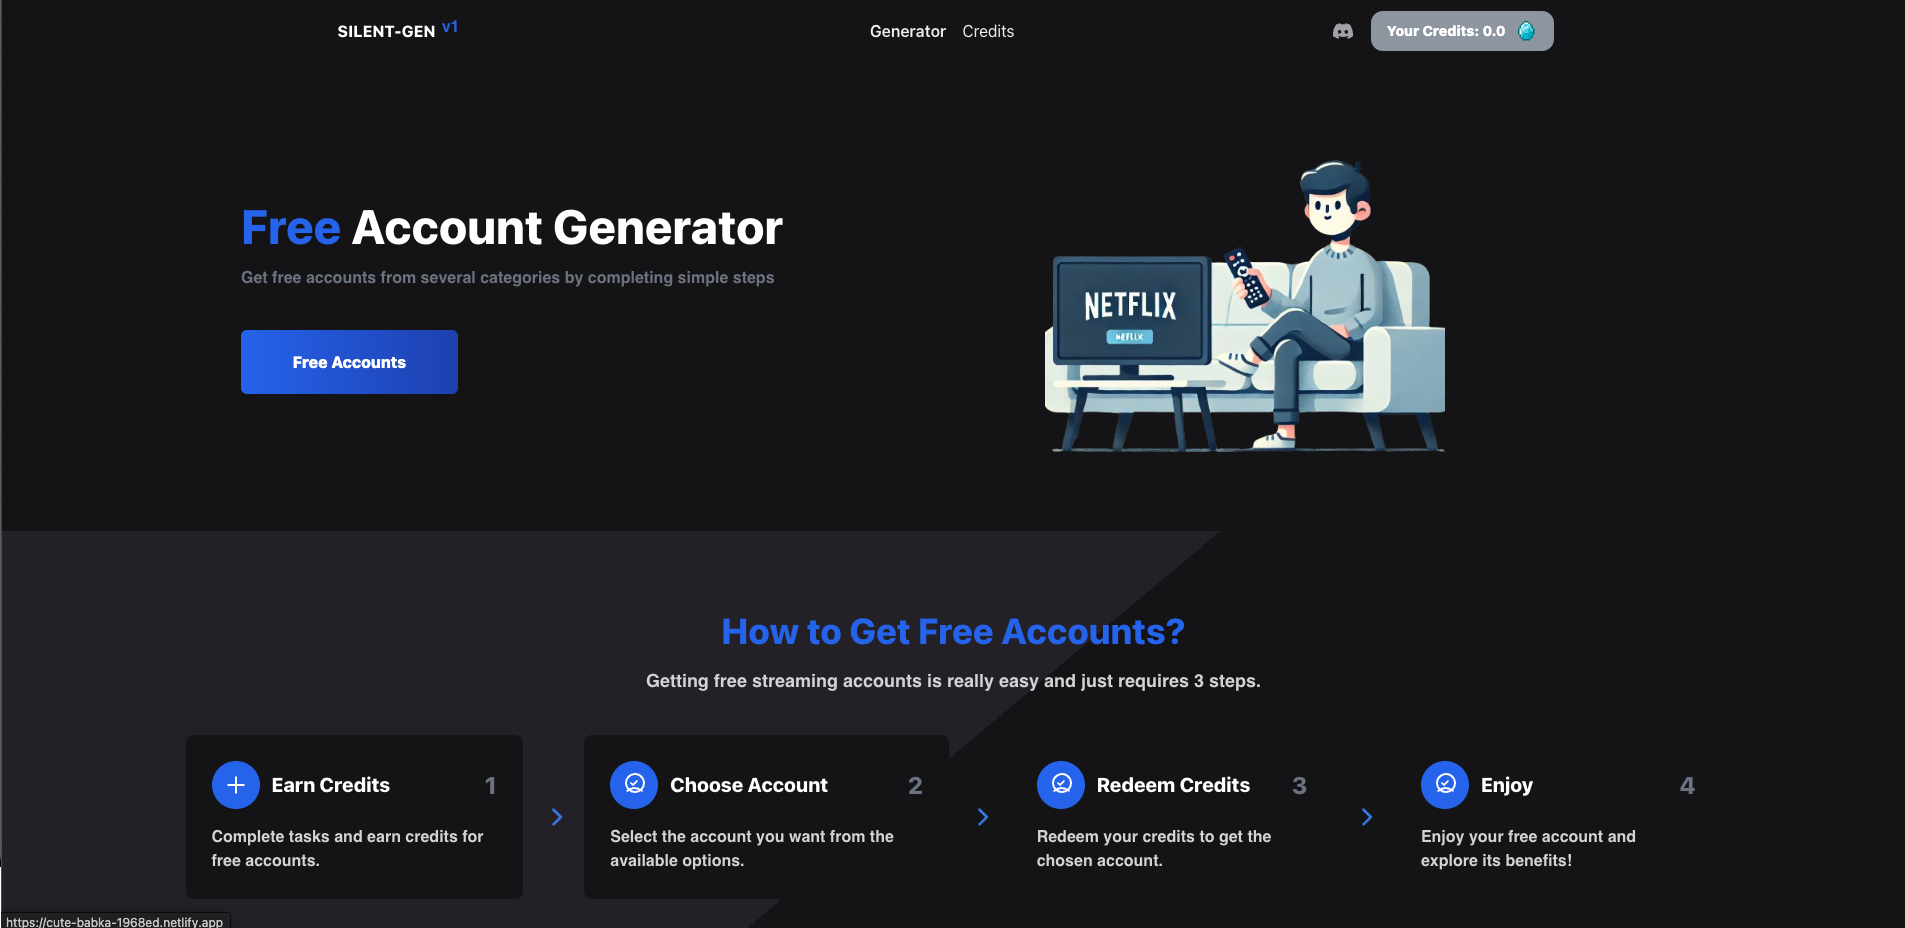 SILENT-GEN v1
Generator Credits
Your Credits: 0.0
Free Account Generator
Get free accounts from several categories by completing simple steps
Free Accounts
NETFLIX
How to Get Free Accounts?
Getting free streaming accounts is really easy and just requires 3 steps.
Earn Credits 1
Complete tasks and earn credits for
free accounts.
Choose Account 2
Select the account you want from the
available options.
Redeem Credits 3
Redeem your credits to get the
chosen account.
Enjoy 4
Enjoy your free account and
explore its benefits!
https://cute-babka-1968ed.netlify.app